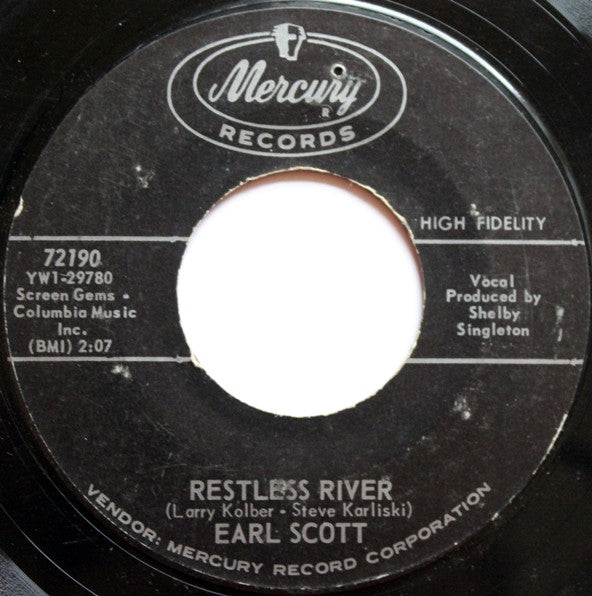 Mercury
R
RECORDS
HIGH FIDELITY
72190
YW1-29780
Screen Gems -
Columbia Music
Inc.
(BMI) 2:07
Vocal
Produced by
Shelby
Singleton
RESTLESS RIVER
(Larry Kolber - Steve Karliski)
EARL SCOTT
VENDOR: MERCURY RECORD CORPORATION